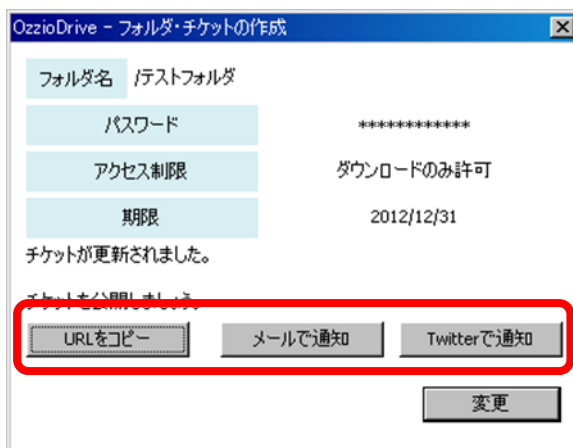 OzzioDrive - フォルダ・チケットの作成
フォルダ名 /テストフォルダ
パスワード ************
アクセス制限 ダウンロードのみ許可
期限 2012/12/31
チケットが更新されました。
チケットを公開しましょう。
URLをコピー メールで通知 Twitterで通知
変更